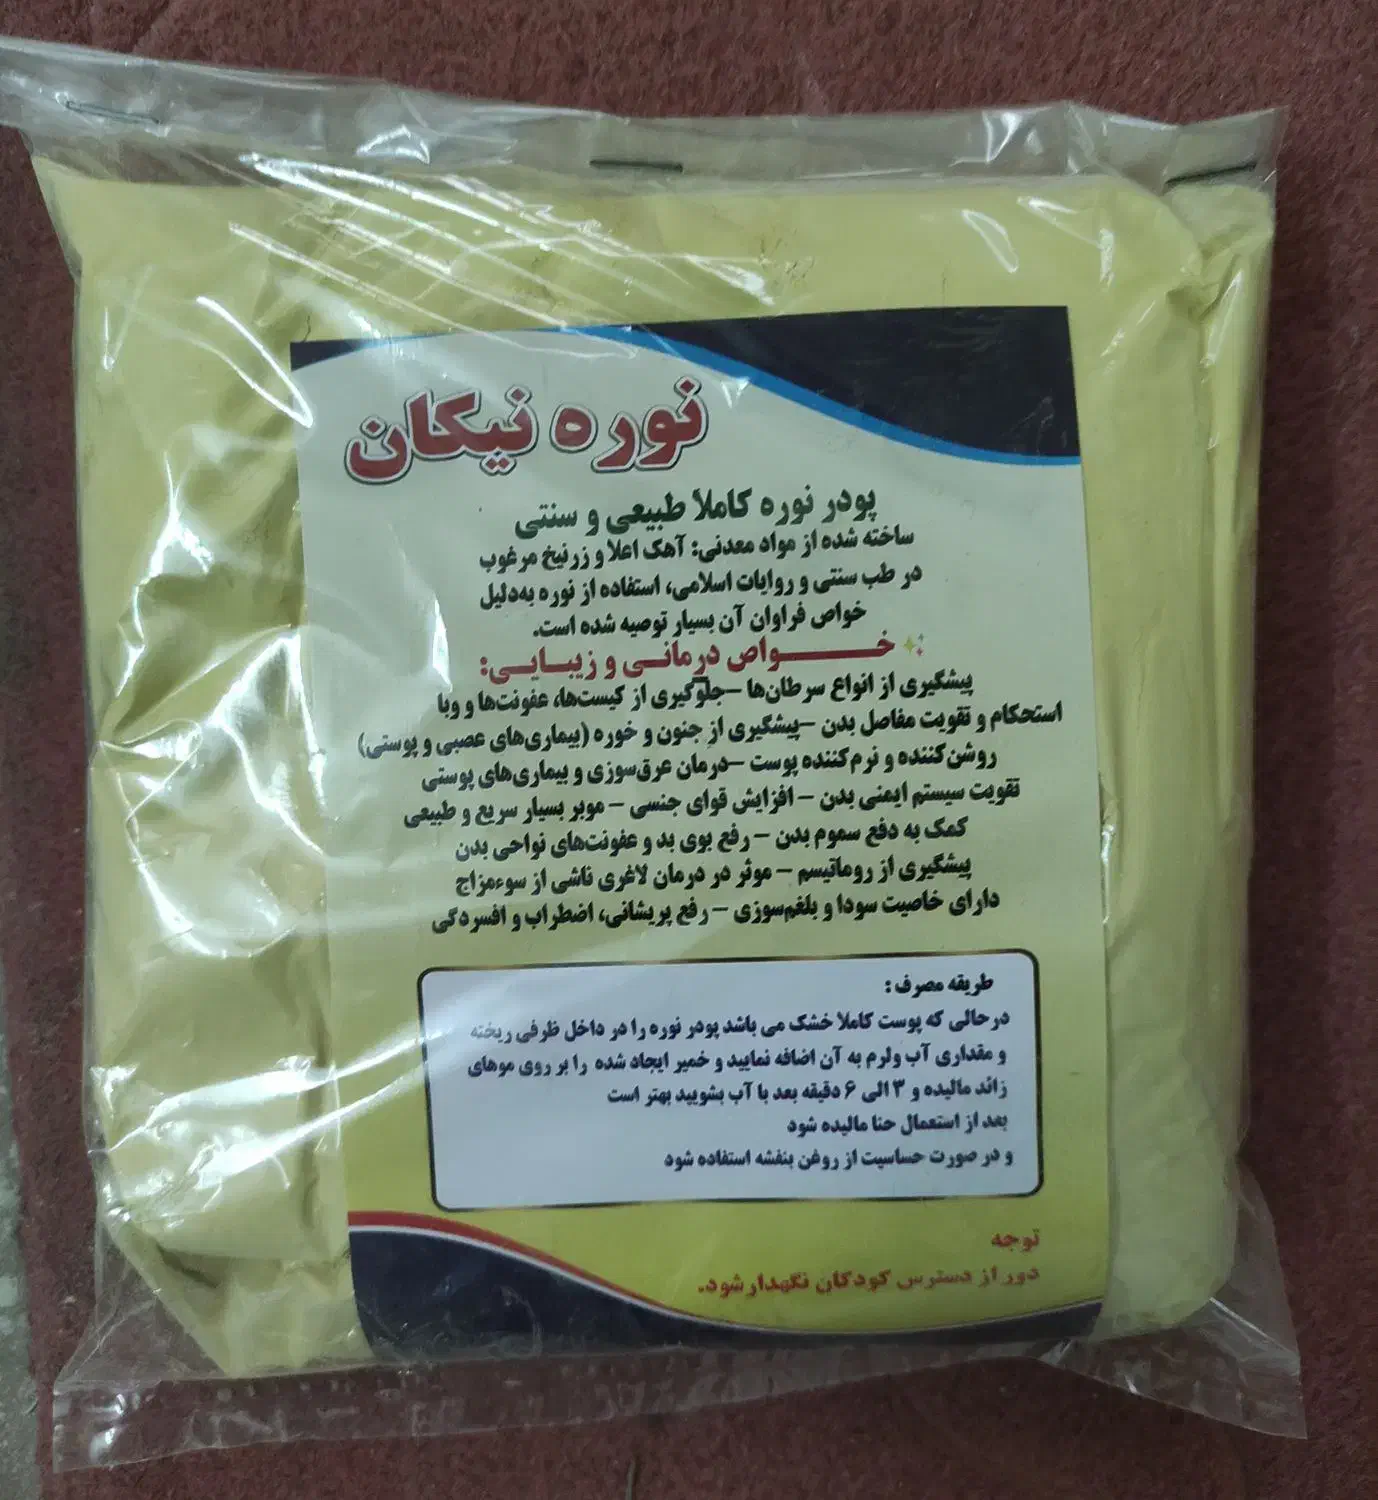 نوره نیکان
پودر نوره کاملا طبیعی و سنتی
ساخته شده از مواد معدنی: آهک اعلا و زرنیخ مرغوب
در طب سنتی و روایات اسلامی، استفاده از نوره به‌دلیل
خواص فراوان آن بسیار توصیه شده است.
خـــــــواص درمانـی و زیبـایـی:
پیشگیری از انواع سرطان‌ها –جلوگیری از کیست‌ها، عفونت‌ها و وبا
استحکام و تقویت مفاصل بدن –پیشگیری از جنون و خوره (بیماری‌های عصبی و پوستی)
روشن‌کننده و نرم‌کننده پوست –درمان عرق‌سوزی و بیماری‌های پوستی
تقویت سیستم ایمنی بدن – افزایش قوای جنسی – موبر بسیار سریع و طبیعی
کمک به دفع سموم بدن – رفع بوی بد و عفونت‌های نواحی بدن
پیشگیری از روماتیسم – موثر در درمان لاغری ناشی از سوءمزاج
دارای خاصیت سودا و بلغم‌سوزی – رفع پریشانی، اضطراب و افسردگی
طریقه مصرف :
درحالی که پوست کاملا خشک می باشد پودر نوره را در داخل ظرفی ریخته
و مقداری آب ولرم به آن اضافه نمایید و خمیر ایجاد شده را بر روی موهای
زائد مالیده و ۳ الی ۶ دقیقه بعد با آب بشویید بهتر است
بعد از استعمال حنا مالیده شود
و در صورت حساسیت از روغن بنفشه استفاده شود
توجه
دور از دسترس کودکان نگهدار شود.